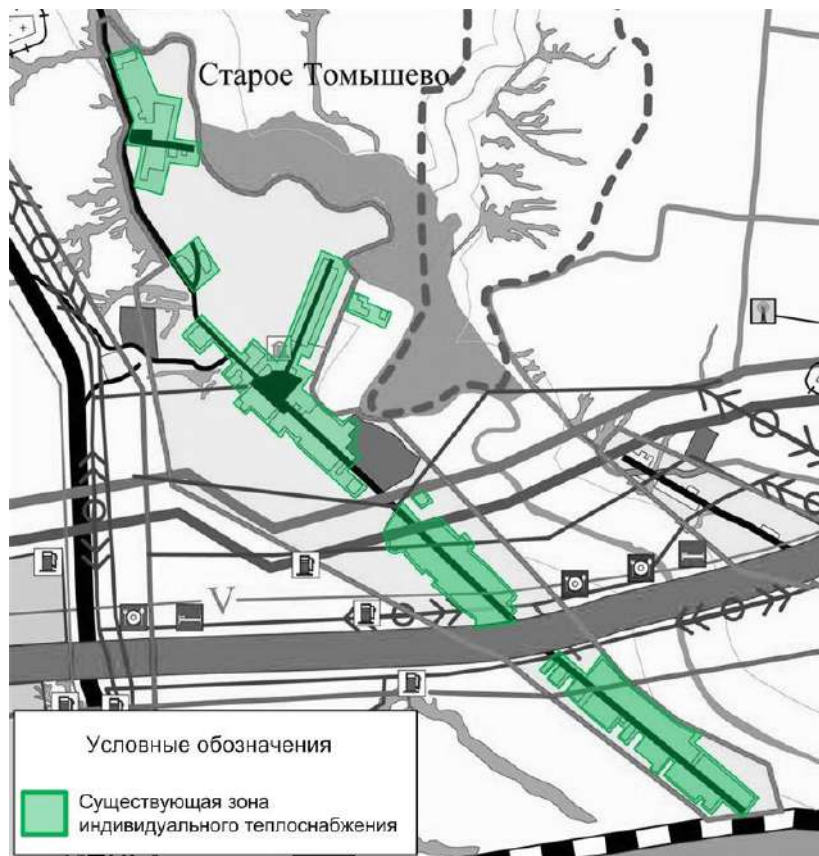 Старое Томышево
V
Условные обозначения
Существующая зона
индивидуального теплоснабжения